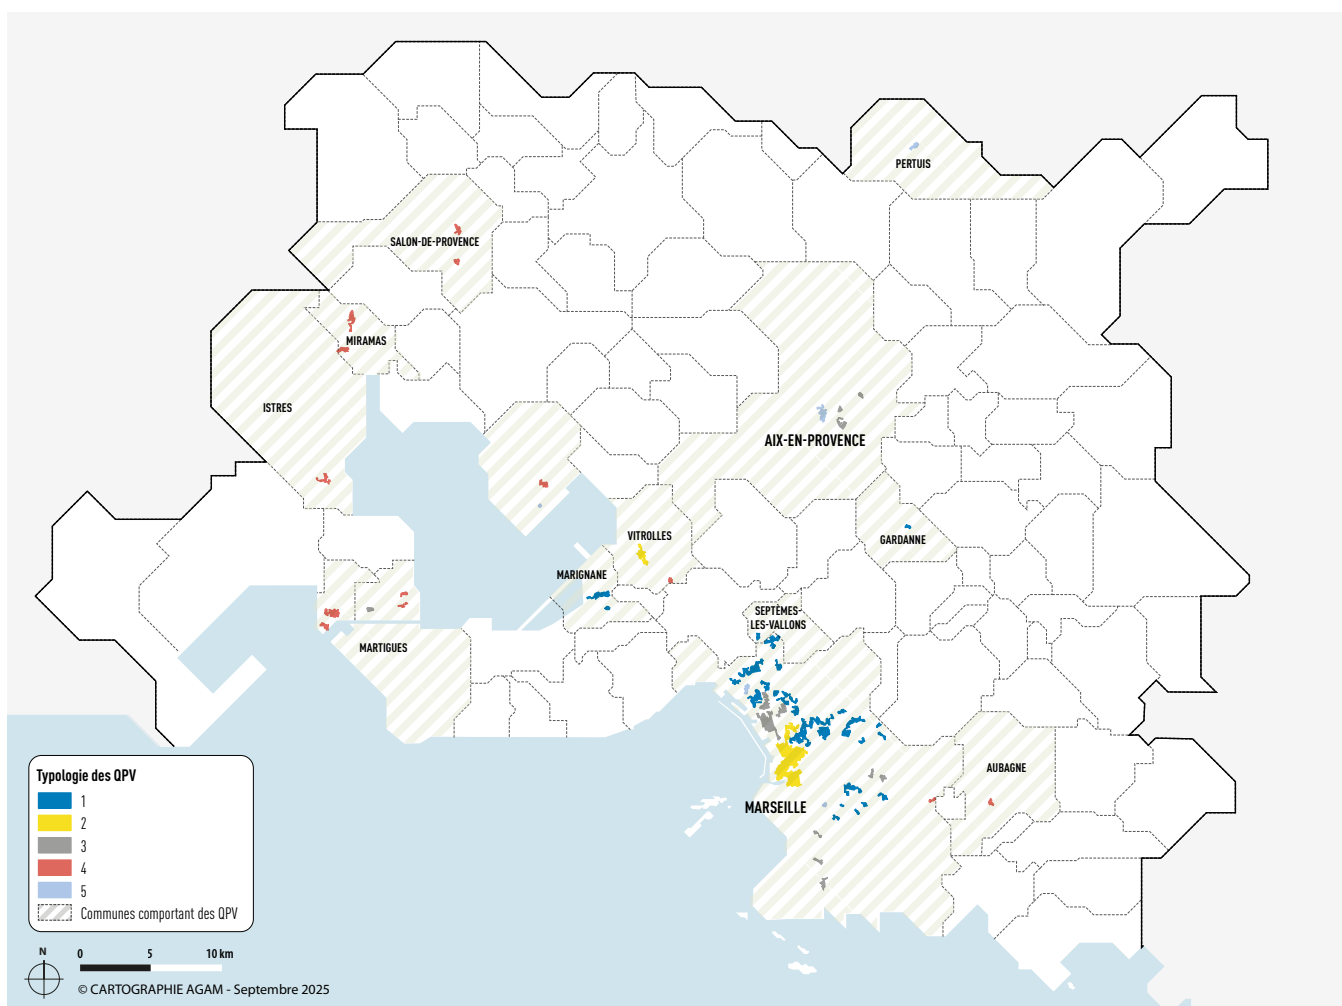 PERTUIS
SALON-DE-PROVENCE
MIRAMAS
ISTRES
AIX-EN-PROVENCE
VITROLLES
GARDANNE
MARIGNANE
SEPTÈMES-
LES-VALLONS
MARTIGUES
AUBAGNE
MARSEILLE
Typologie des QPV
1
2
3
4
5
Communes comportant des QPV
N
0 5 10 km
© CARTOGRAPHIE AGAM - Septembre 2025